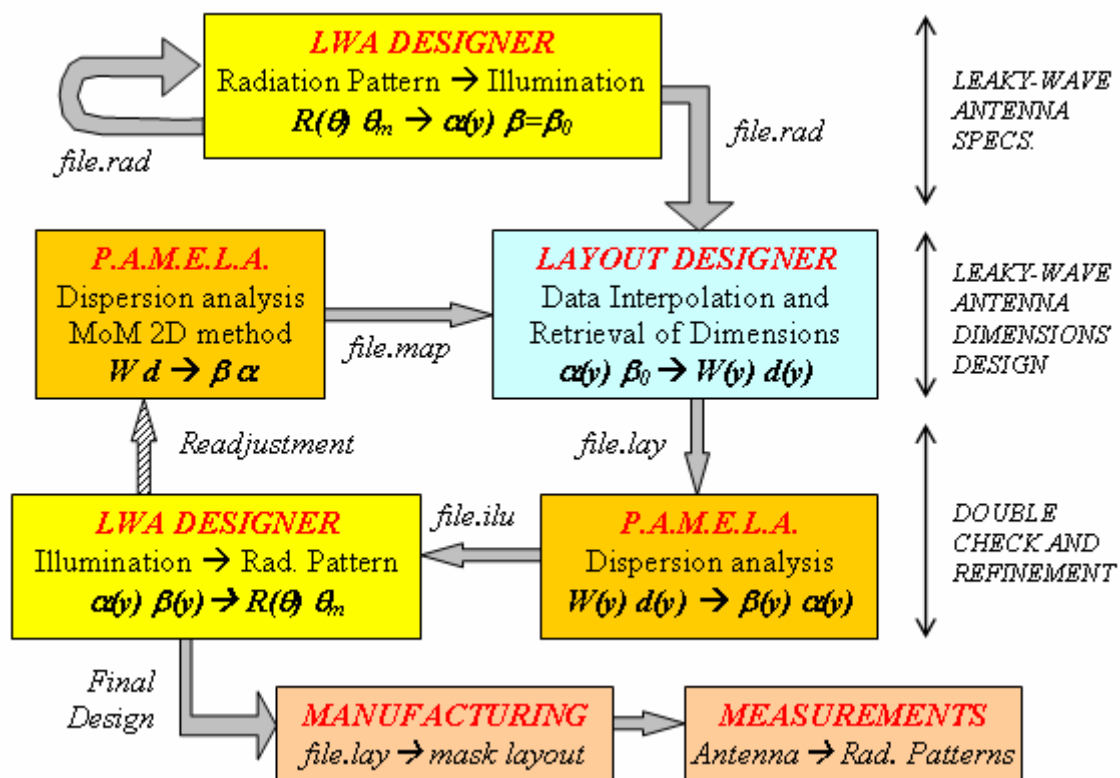 LWA DESIGNER
Radiation Pattern → Illumination
R(θ) θm → α(y) β=β0
file.rad
file.rad
LEAKY-WAVE
ANTENNA
SPECS.
P.A.M.E.L.A.
Dispersion analysis
MoM 2D method
W d → β α
file.map
LAYOUT DESIGNER
Data Interpolation and
Retrieval of Dimensions
α(y) β0 → W(y) d(y)
LEAKY-WAVE
ANTENNA
DIMENSIONS
DESIGN
Readjustment
file.lay
LWA DESIGNER
Illumination → Rad. Pattern
α(y) β(y) → R(θ) θm
file.ilu
P.A.M.E.L.A.
Dispersion analysis
W(y) d(y) → β(y) α(y)
DOUBLE
CHECK AND
REFINEMENT
Final
Design
MANUFACTURING
file.lay → mask layout
MEASUREMENTS
Antenna → Rad. Patterns